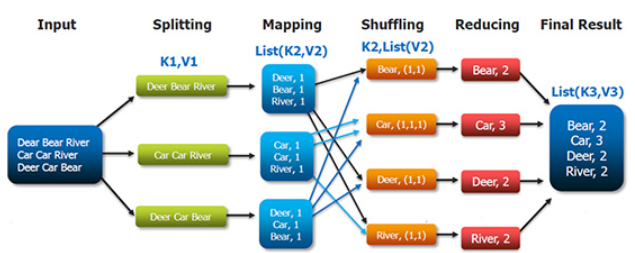 Input
Splitting
Mapping
Shuffling
Reducing
Final Result
K1,V1
List(K2,V2)
K2,List(V2)
List(K3,V3)
Dear Bear River
Car Car River
Deer Car Bear
Deer Bear River
Car Car River
Deer Car Bear
Deer, 1
Bear, 1
River, 1
Car, 1
Car, 1
River, 1
Deer, 1
Car, 1
Bear, 1
Bear, (1,1)
Car, (1,1,1)
Deer, (1,1)
River, (1,1)
Bear, 2
Car, 3
Deer, 2
River, 2
Bear, 2
Car, 3
Deer, 2
River, 2